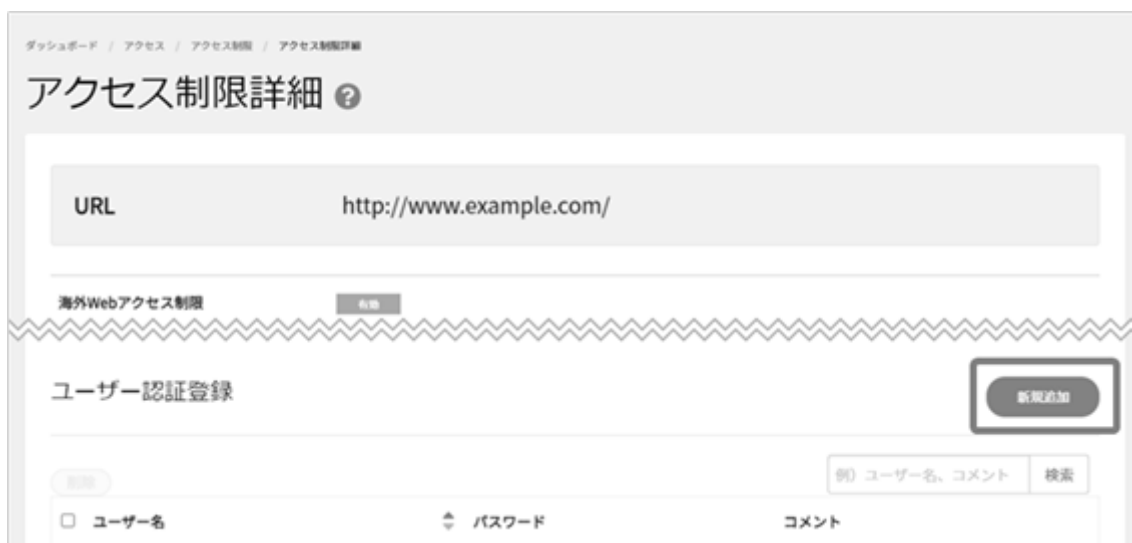 ダッシュボード / アクセス / アクセス制限 / アクセス制限詳細
アクセス制限詳細 ?
URL http://www.example.com/
海外Webアクセス制限 有効
ユーザー認証登録 新規追加
削除 例）ユーザー名、コメント 検索
ユーザー名 パスワード コメント